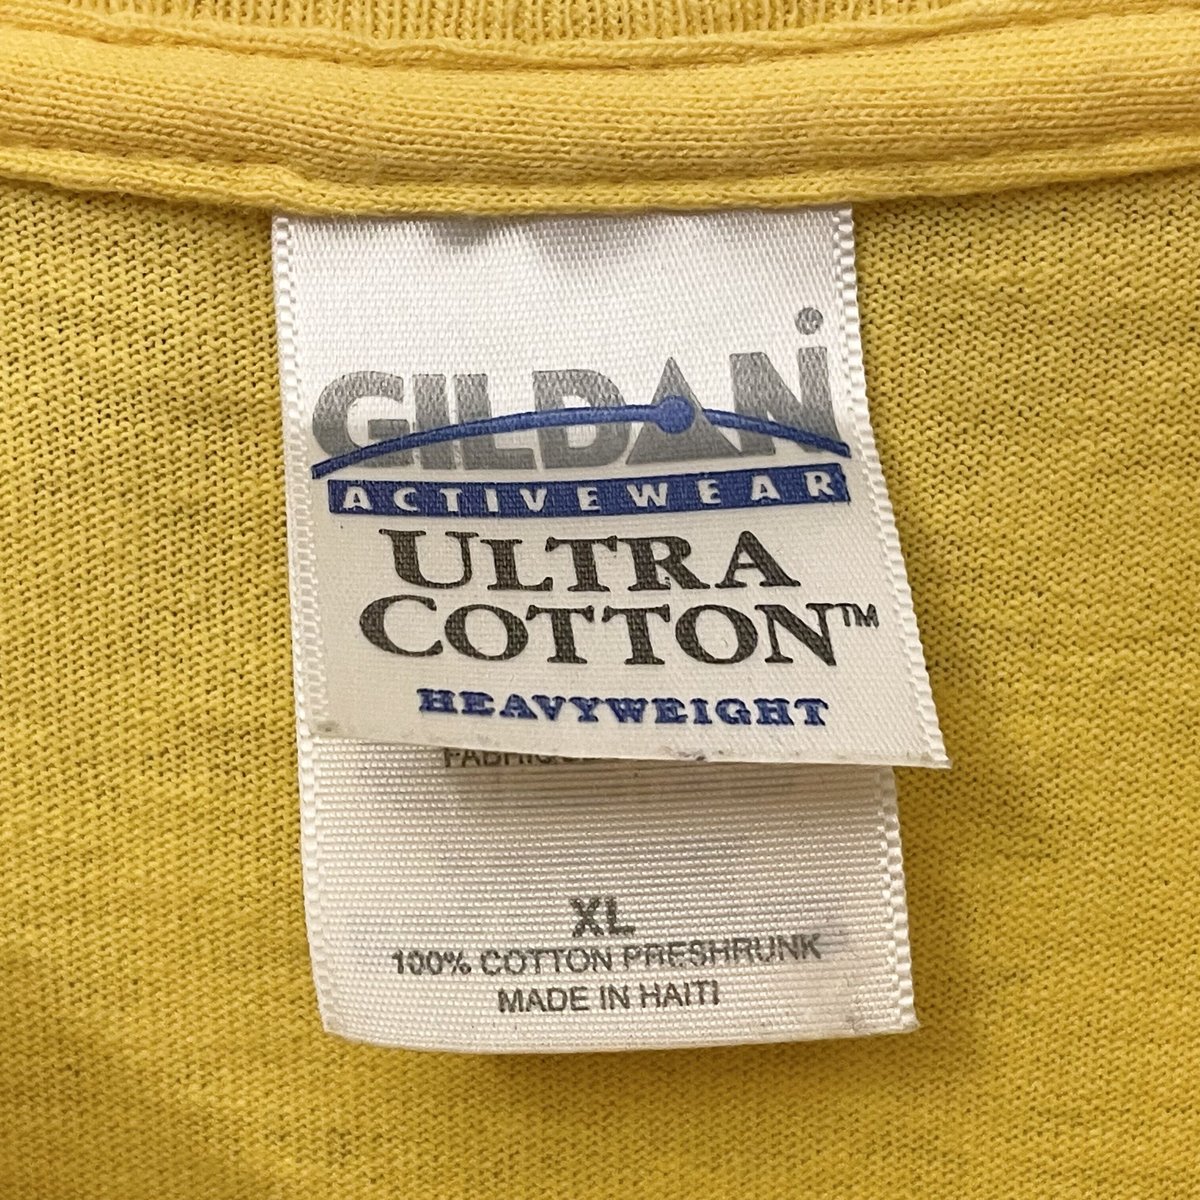 GILDAN®
ACTIVEWEAR
ULTRA
COTTON™
HEAVYWEIGHT
XL
100% COTTON PRESHRUNK
MADE IN HAITI